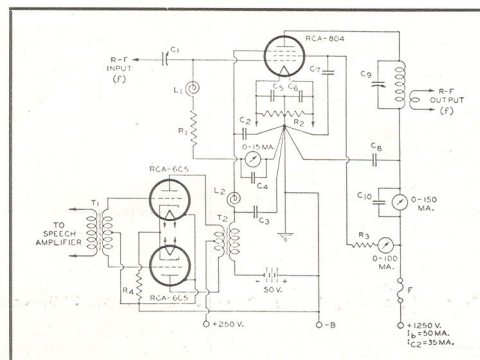 RCA-804
R-F
INPUT
(f)
C1
C7
C5
C6
C9
R-F
OUTPUT
(f)
L1
R1
C2
R2
0-15 MA.
C8
C4
RCA-6C5
L2
C10
0-150
MA.
T1
T2
C3
TO
SPEECH
AMPLIFIER
R3
0-100
MA.
R4
50 V.
F
RCA-6C5
+250 V.
-B
+1250 V.
Ib=50 MA.
IC2=35 MA.